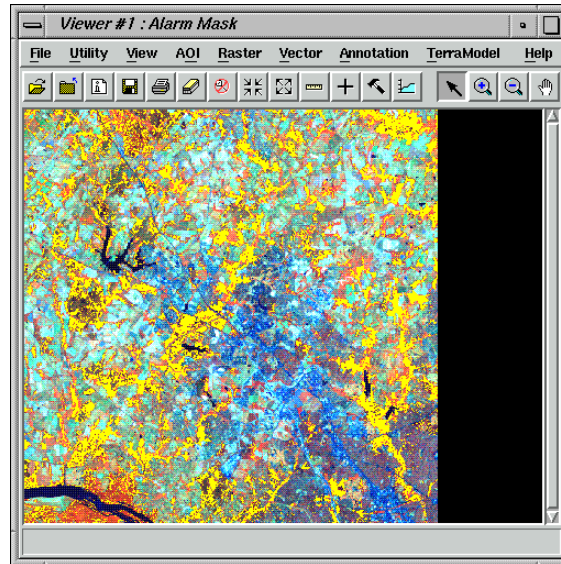 Viewer #1 : Alarm Mask
File Utility View AOI Raster Vector Annotation TerraModel Help